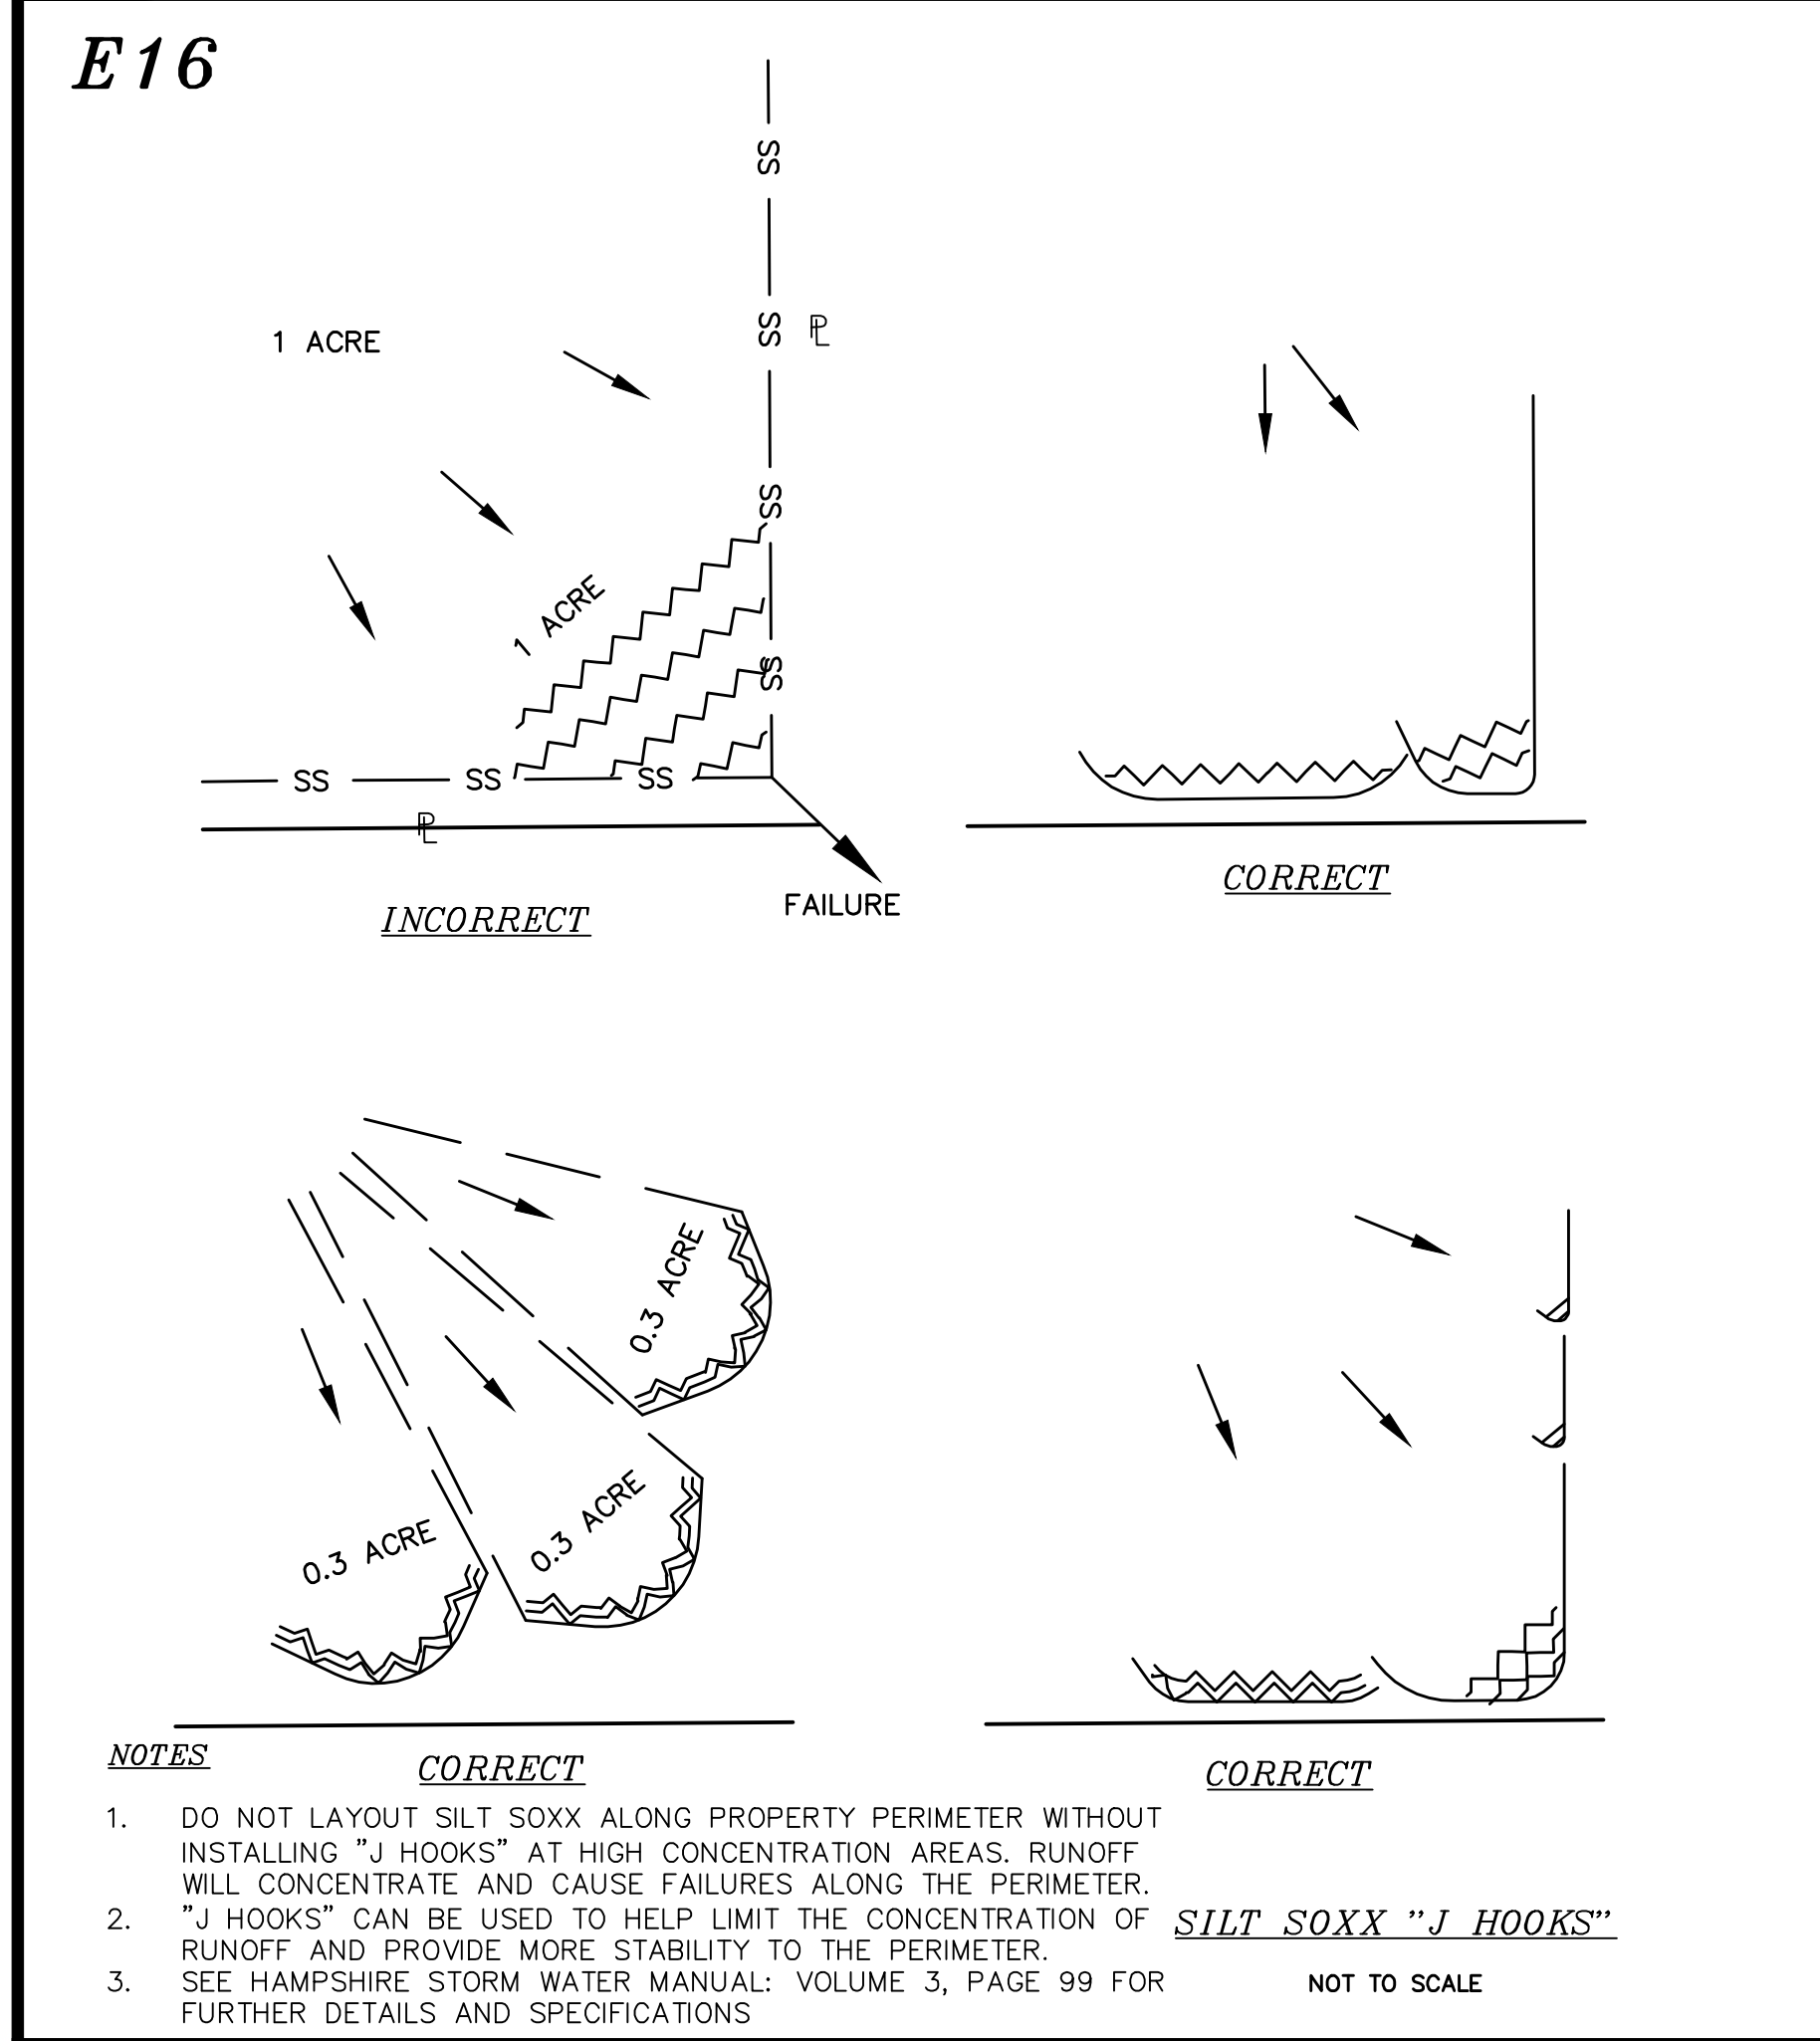 E16
SS
1 ACRE
SS PL
SS
1 ACRE
SS
SS SS SS
PL
FAILURE
INCORRECT
CORRECT
0.3 ACRE
0.3 ACRE
0.3 ACRE
NOTES
CORRECT
CORRECT
1. DO NOT LAYOUT SILT SOXX ALONG PROPERTY PERIMETER WITHOUT
INSTALLING "J HOOKS" AT HIGH CONCENTRATION AREAS. RUNOFF
WILL CONCENTRATE AND CAUSE FAILURES ALONG THE PERIMETER.
2. "J HOOKS" CAN BE USED TO HELP LIMIT THE CONCENTRATION OF
RUNOFF AND PROVIDE MORE STABILITY TO THE PERIMETER.
3. SEE HAMPSHIRE STORM WATER MANUAL: VOLUME 3, PAGE 99 FOR
FURTHER DETAILS AND SPECIFICATIONS
SILT SOXX "J HOOKS"
NOT TO SCALE